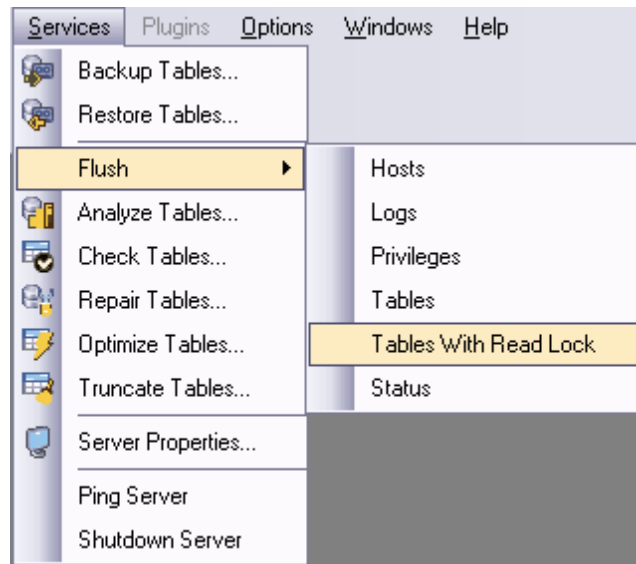 Services Plugins Options Windows Help
Backup Tables...
Restore Tables...
Flush
Analyze Tables...
Check Tables...
Repair Tables...
Optimize Tables...
Truncate Tables...
Server Properties...
Ping Server
Shutdown Server
Hosts
Logs
Privileges
Tables
Tables With Read Lock
Status